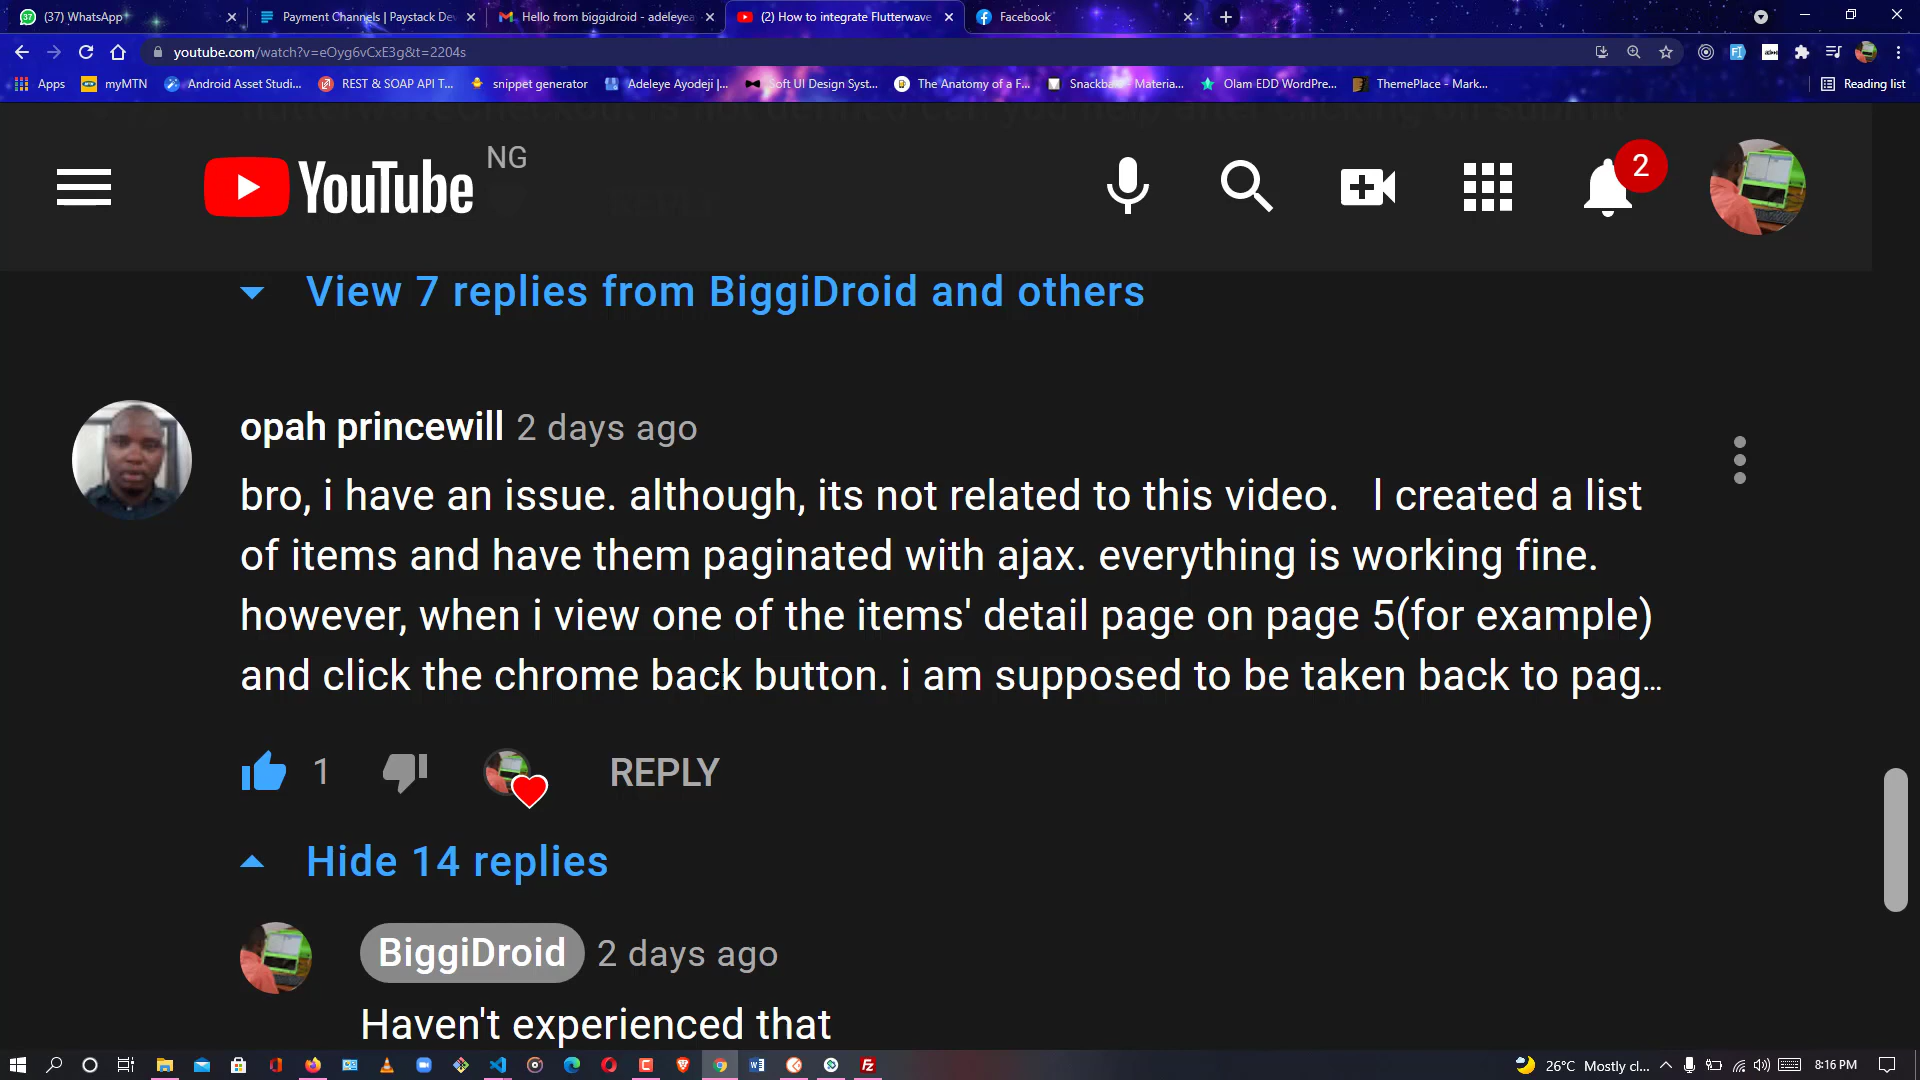 (37) WhatsApp
Payment Channels | Paystack De
Hello from biggidroid - adeleyea
(2) How to integrate Flutterwave
Facebook
youtube.com/watch?v=eOyg6vCxE3g&t=2204s
Apps
myMTN
Android Asset Studi...
REST & SOAP API T...
snippet generator
Adeleye Ayodeji |...
Soft UI Design Syst...
The Anatomy of a F...
Snackbars - Materia...
Olam EDD WordPre...
ThemePlace - Mark...
Reading list
YouTube NG
2
View 7 replies from BiggiDroid and others
opah princewill 2 days ago
bro, i have an issue. although, its not related to this video. I created a list
of items and have them paginated with ajax. everything is working fine.
however, when i view one of the items' detail page on page 5(for example)
and click the chrome back button. i am supposed to be taken back to pag...
1 REPLY
Hide 14 replies
BiggiDroid 2 days ago
Haven't experienced that
26°C Mostly cl... 8:16 PM